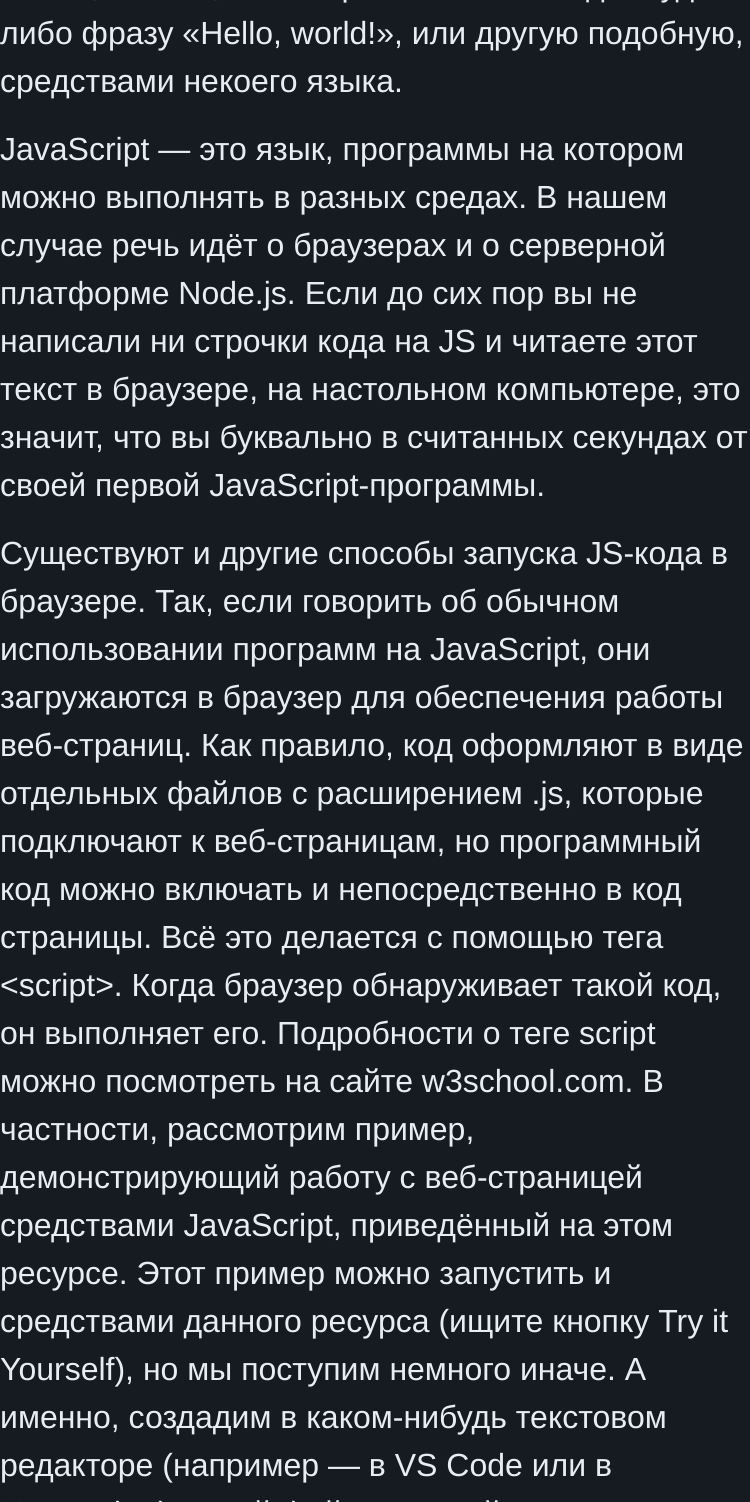 либо фразу «Hello, world!», или другую подобную,
средствами некоего языка.
JavaScript — это язык, программы на котором
можно выполнять в разных средах. В нашем
случае речь идёт о браузерах и о серверной
платформе Node.js. Если до сих пор вы не
написали ни строчки кода на JS и читаете этот
текст в браузере, на настольном компьютере, это
значит, что вы буквально в считанных секундах от
своей первой JavaScript-программы.
Существуют и другие способы запуска JS-кода в
браузере. Так, если говорить об обычном
использовании программ на JavaScript, они
загружаются в браузер для обеспечения работы
веб-страниц. Как правило, код оформляют в виде
отдельных файлов с расширением .js, которые
подключают к веб-страницам, но программный
код можно включать и непосредственно в код
страницы. Всё это делается с помощью тега
<script>. Когда браузер обнаруживает такой код,
он выполняет его. Подробности о теге script
можно посмотреть на сайте w3school.com. В
частности, рассмотрим пример,
демонстрирующий работу с веб-страницей
средствами JavaScript, приведённый на этом
ресурсе. Этот пример можно запустить и
средствами данного ресурса (ищите кнопку Try it
Yourself), но мы поступим немного иначе. А
именно, создадим в каком-нибудь текстовом
редакторе (например — в VS Code или в